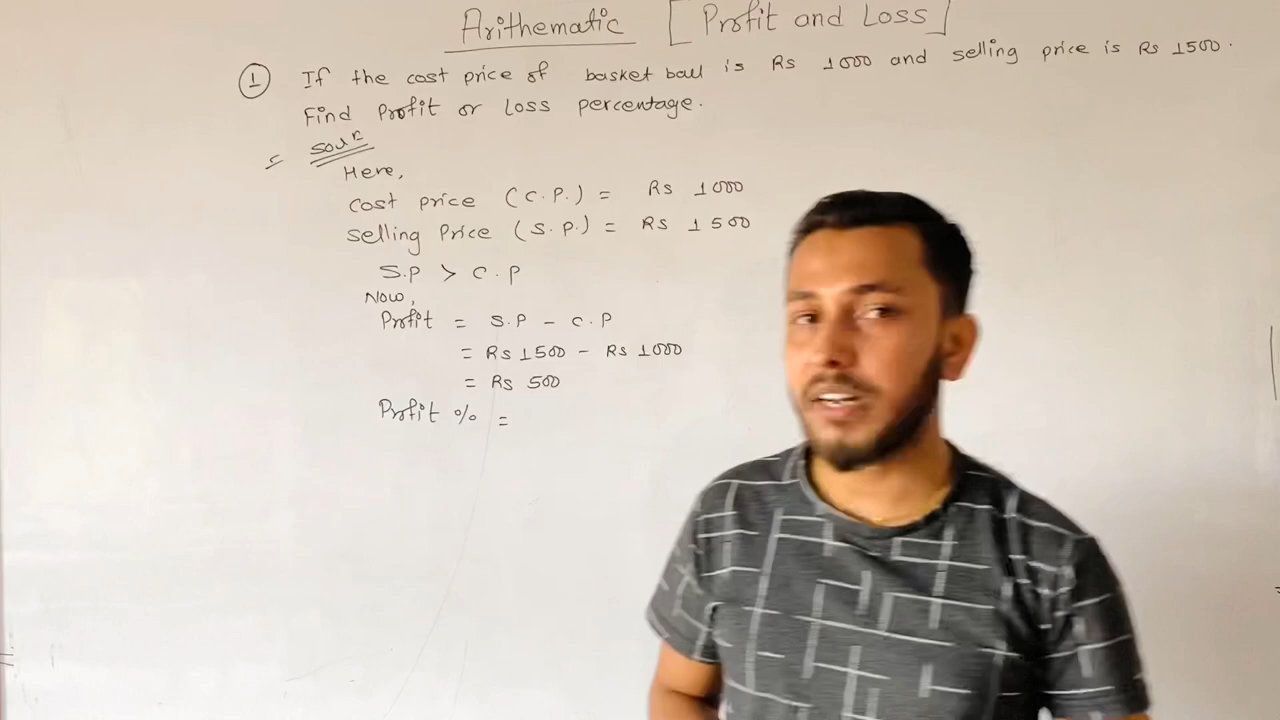 Arithematic [Profit and Loss]
① If the cost price of basket ball is Rs 1000 and selling price is Rs 1500.
Find Profit or Loss percentage.
Soln
Here,
Cost price (C.P.) = Rs 1000
Selling Price (S.P.) = Rs 1500
S.P > C.P
Now,
Profit = S.P - C.P
= Rs 1500 - Rs 1000
= Rs 500
Profit % =